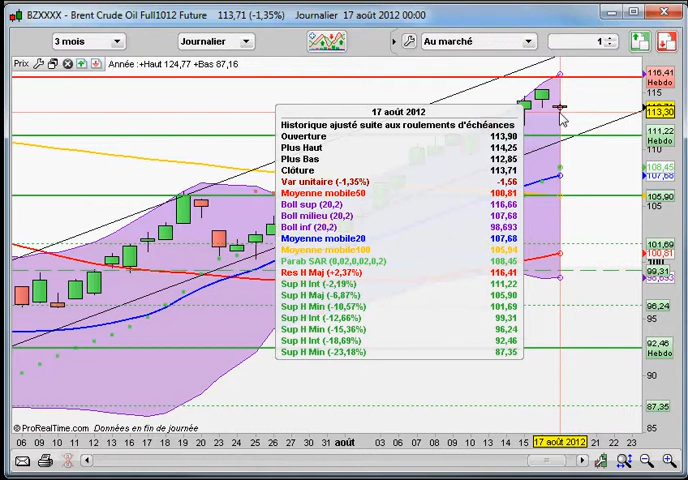 BZXXXX - Brent Crude Oil Full1012 Future 113,71 (-1,35%) Journalier 17 août 2012 00:00
3 mois
Journalier
Au marché
1
Prix
Année : +Haut 124,77 +Bas 87,16
17 août 2012
Historique ajusté suite aux roulements d'échéances
Ouverture 113,90
Plus Haut 114,25
Plus Bas 112,85
Clôture 113,71
Var unitaire (-1,35%) -1,56
Moyenne mobile50 100,81
Boll sup (20,2) 116,66
Boll milieu (20,2) 107,68
Boll inf (20,2) 98,693
Moyenne mobile20 107,68
Moyenne mobile100 105,94
Parab SAR (0,02,0,02,0,2) 108,45
Res H Maj (+2,37%) 116,41
Sup H Int (-2,19%) 111,22
Sup H Maj (-6,87%) 105,90
Sup H Min (-10,57%) 101,69
Sup H Int (-12,66%) 99,31
Sup H Min (-15,36%) 96,24
Sup H Int (-18,69%) 92,46
Sup H Min (-23,18%) 87,35
116,41
Hebdo
115
113,30
111,22
Hebdo
110
108,45
107,68
105,90
105
101,69
Hebdo
100,81
99,31
Hebdo
96,24
95
92,46
Hebdo
90
87,35
85
© ProRealTime.com Données en fin de journée
06 09 10 11 12 13 16 17 18 19 20 23 24 25 26 27 30 31 août 03 06 07 08 09 10 13 14 15 17 août 2012 21 22 23